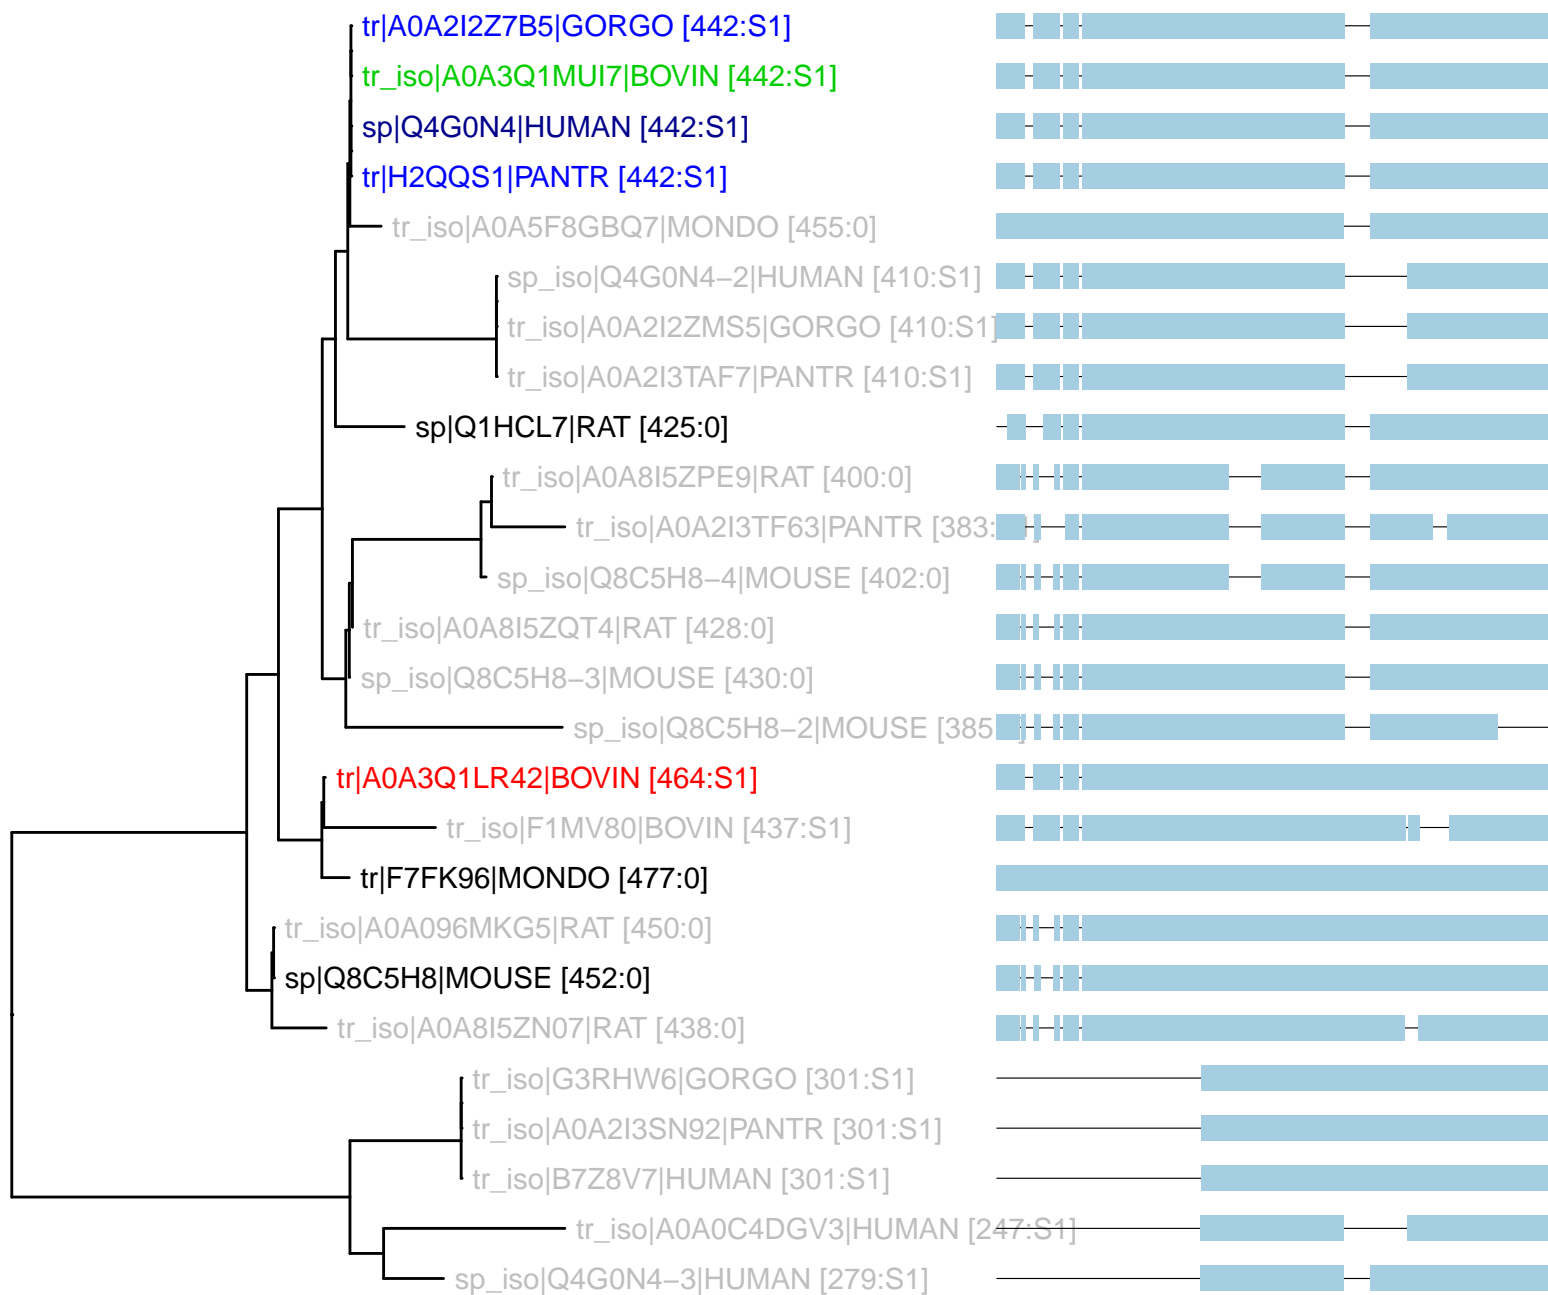 tr|A0A2I2Z7B5|GORGO [442:S1]
tr_iso|A0A3Q1MUI7|BOVIN [442:S1]
sp|Q4G0N4|HUMAN [442:S1]
tr|H2QQS1|PANTR [442:S1]
tr_iso|A0A5F8GBQ7|MONDO [455:0]
sp_iso|Q4G0N4−2|HUMAN [410:S1]
tr_iso|A0A2I2ZMS5|GORGO [410:S1]
tr_iso|A0A2I3TAF7|PANTR [410:S1]
sp|Q1HCL7|RAT [425:0]
tr_iso|A0A8I5ZPE9|RAT [400:0]
tr_iso|A0A2I3TF63|PANTR [383:
sp_iso|Q8C5H8−4|MOUSE [402:0]
tr_iso|A0A8I5ZQT4|RAT [428:0]
sp_iso|Q8C5H8−3|MOUSE [430:0]
sp_iso|Q8C5H8−2|MOUSE [385
tr|A0A3Q1LR42|BOVIN [464:S1]
tr_iso|F1MV80|BOVIN [437:S1]
tr|F7FK96|MONDO [477:0]
tr_iso|A0A096MKG5|RAT [450:0]
sp|Q8C5H8|MOUSE [452:0]
tr_iso|A0A8I5ZN07|RAT [438:0]
tr_iso|G3RHW6|GORGO [301:S1]
tr_iso|A0A2I3SN92|PANTR [301:S1]
tr_iso|B7Z8V7|HUMAN [301:S1]
tr_iso|A0A0C4DGV3|HUMAN [247:S1]
sp_iso|Q4G0N4−3|HUMAN [279:S1]